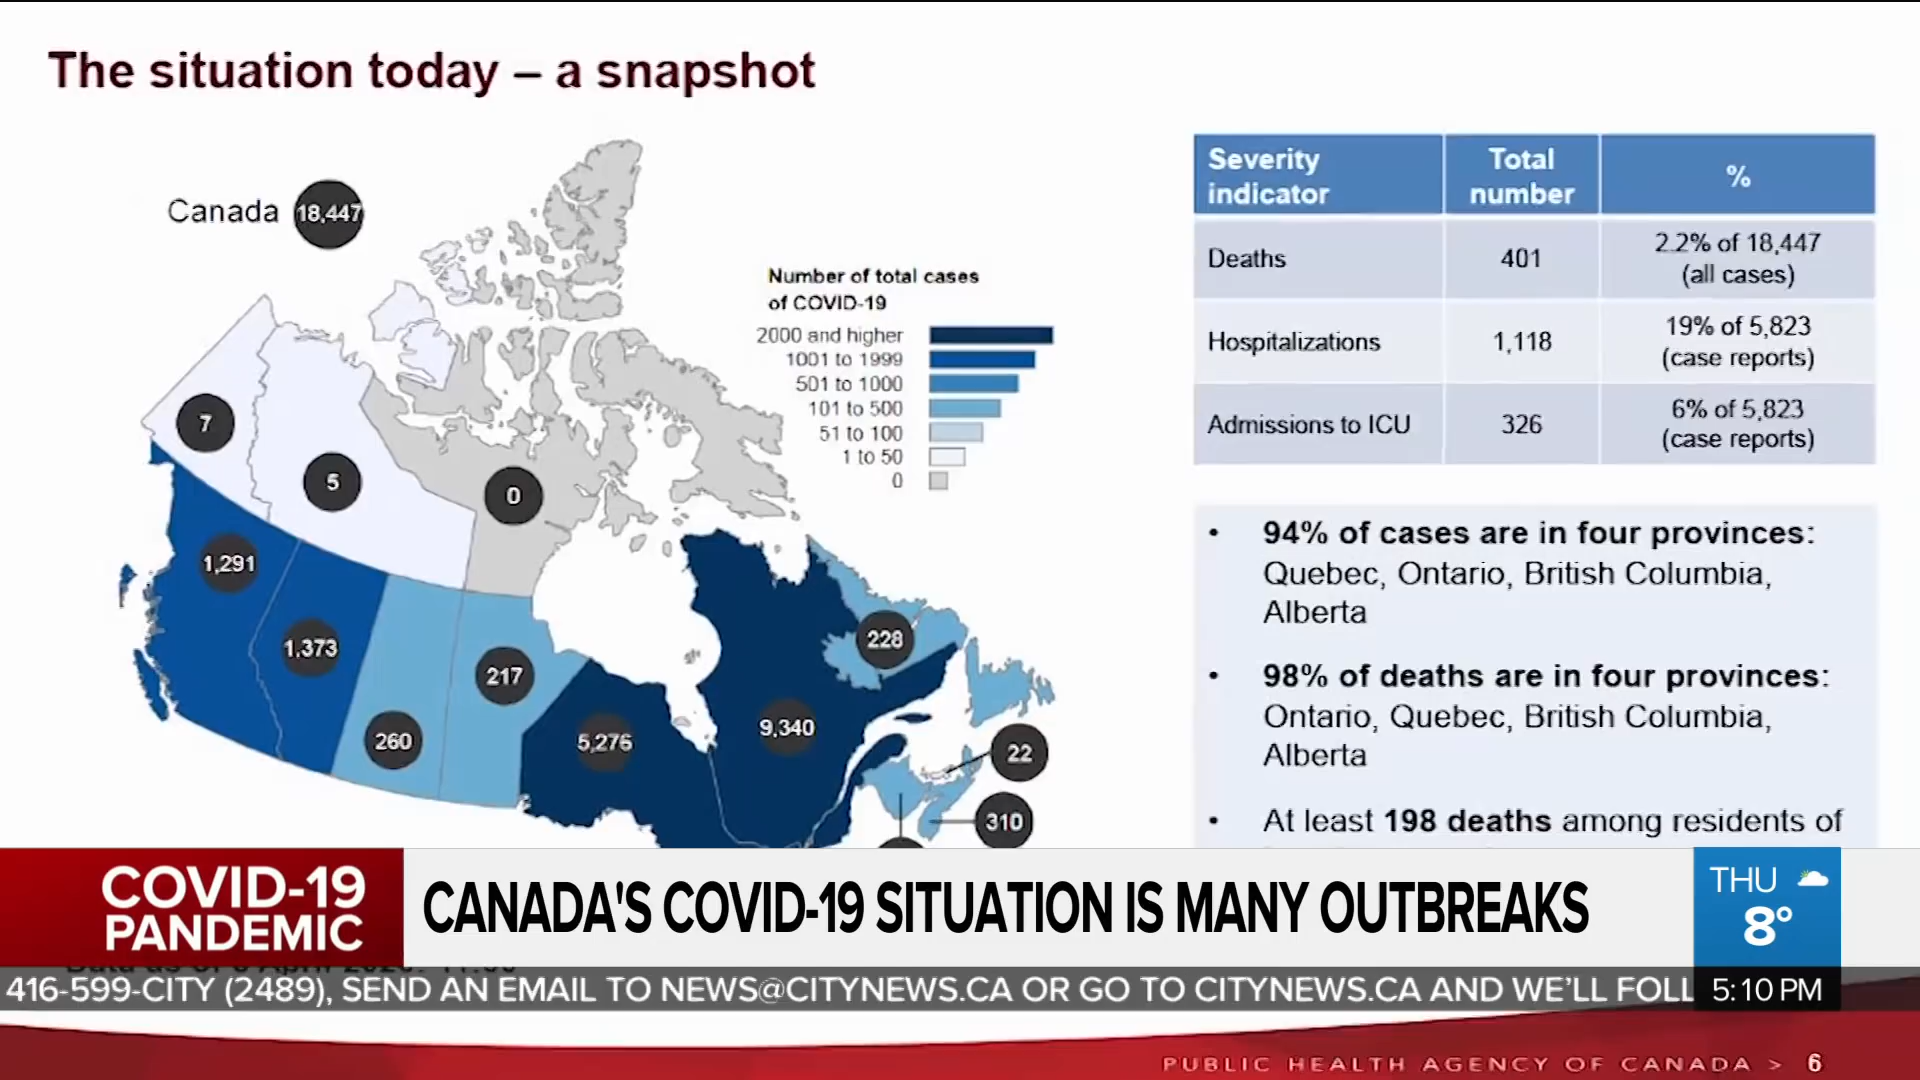 The situation today – a snapshot
Canada 18,447
Number of total cases
of COVID-19
2000 and higher
1001 to 1999
501 to 1000
101 to 500
51 to 100
1 to 50
0
7
5
0
1,291
1,373
260
217
5,276
9,340
228
22
310
Severity indicator
Total number
%
Deaths
401
2.2% of 18,447
(all cases)
Hospitalizations
1,118
19% of 5,823
(case reports)
Admissions to ICU
326
6% of 5,823
(case reports)
• 94% of cases are in four provinces:
Quebec, Ontario, British Columbia,
Alberta
• 98% of deaths are in four provinces:
Ontario, Quebec, British Columbia,
Alberta
• At least 198 deaths among residents of
COVID-19
PANDEMIC
CANADA'S COVID-19 SITUATION IS MANY OUTBREAKS
THU
8°
416-599-CITY (2489), SEND AN EMAIL TO NEWS@CITYNEWS.CA OR GO TO CITYNEWS.CA AND WE'LL FOLL
5:10 PM
PUBLIC HEALTH AGENCY OF CANADA > 6